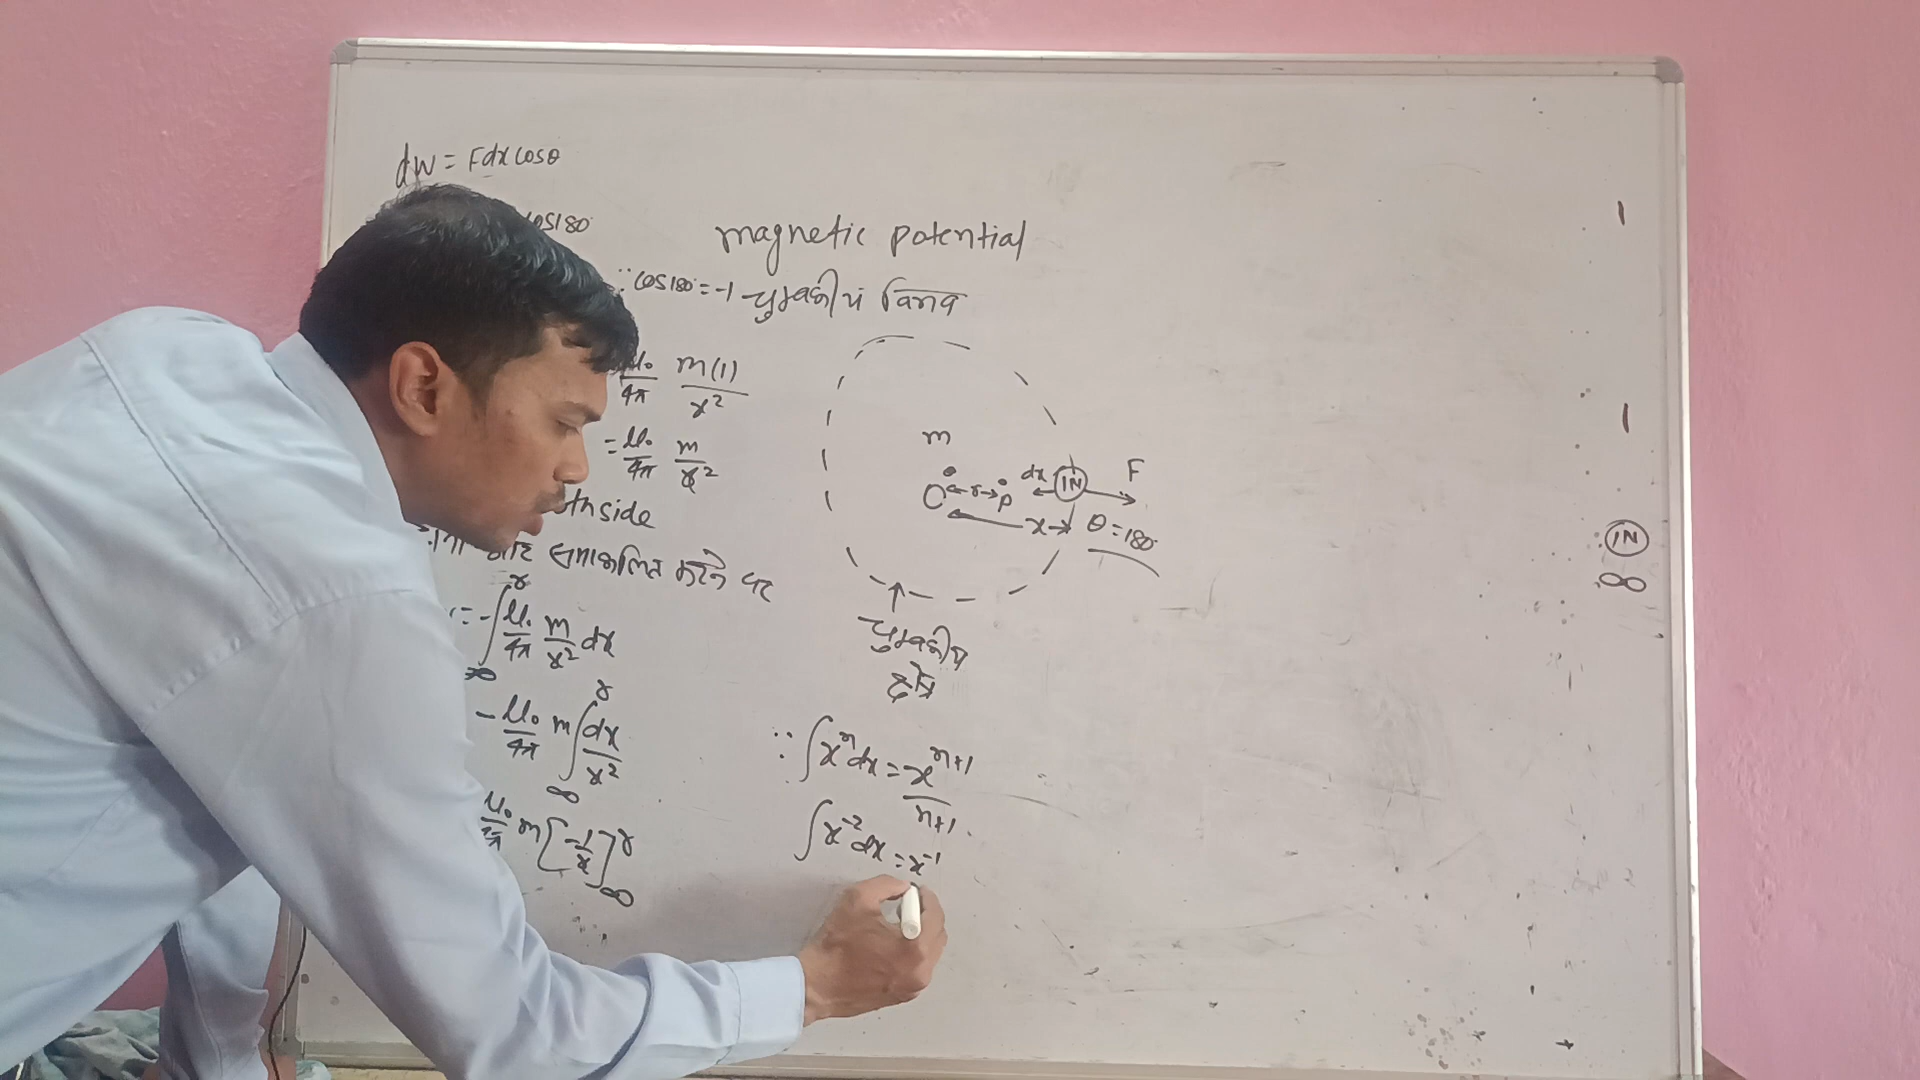 dW = Fdx cosθ
cos180°
magnetic potential
∵ cos180° = -1
चुम्बकीय विभव
μ₀/4π m(1)/x²
= μ₀/4π m/x²
m
dx 1N F
r P
x θ = 180°
1N
∞
side
समाकलित करने पर
= -∫_∞^r μ₀/4π m/x² dx
चुम्बकीय
क्षेत्र
- μ₀/4π m ∫_∞^r dx/x²
∵ ∫xⁿdx = xⁿ⁺¹/n+1
μ₀/4π m [-1/x]_∞^r
∫x⁻²dx = x⁻¹